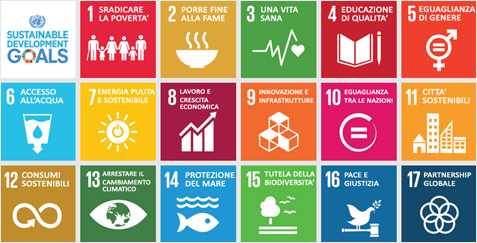 SUSTAINABLE
DEVELOPMENT
GOALS
1 SRADICARE
LA POVERTA'
2 PORRE FINE
ALLA FAME
3 UNA VITA
SANA
4 EDUCAZIONE
DI QUALITA'
5 EGUAGLIANZA
DI GENERE
6 ACCESSO
ALL'ACQUA
7 ENERGIA PULITA
E SOSTENIBILE
8 LAVORO E
CRESCITA
ECONOMICA
9 INNOVAZIONE E
INFRASTRUTTURE
10 EGUAGLIANZA
TRA LE NAZIONI
11 CITTA'
SOSTENIBILI
12 CONSUMI
SOSTENIBILI
13 ARRESTARE IL
CAMBIAMENTO
CLIMATICO
14 PROTEZIONE
DEL MARE
15 TUTELA DELLA
BIODIVERSITA'
16 PACE E
GIUSTIZIA
17 PARTNERSHIP
GLOBALE